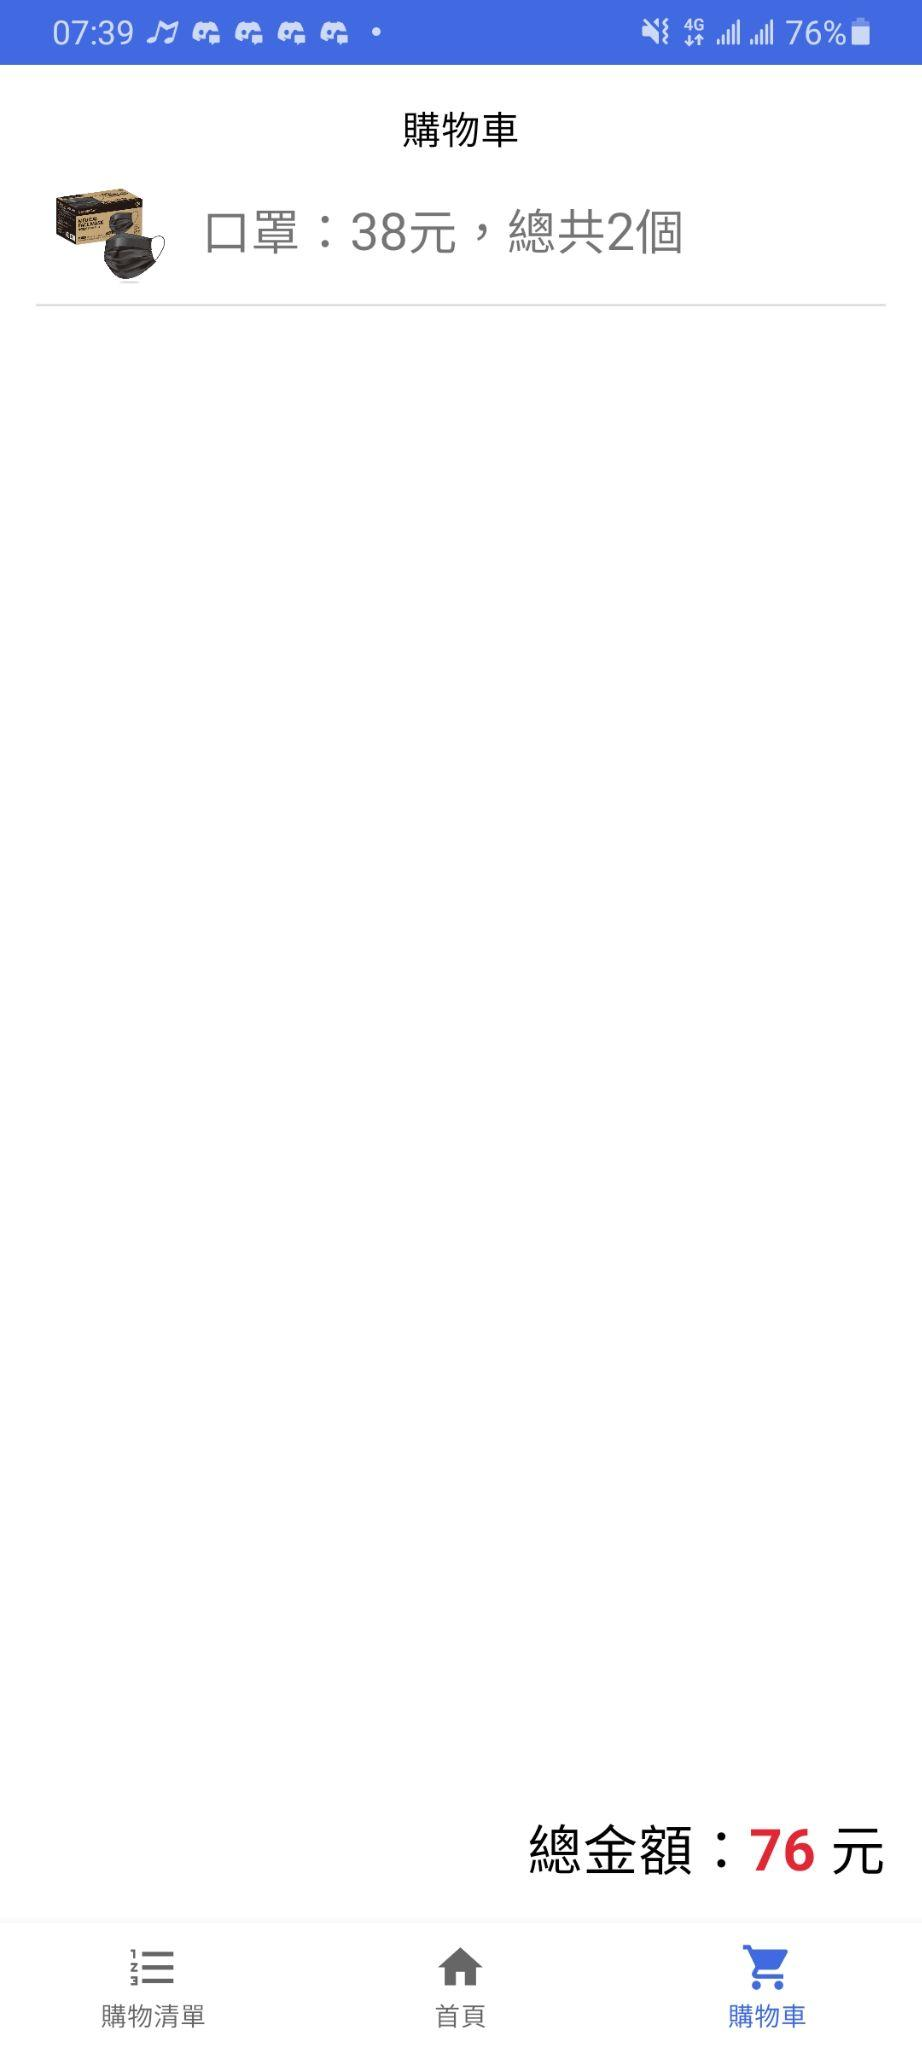 07:39 4G 76%
購物車
口罩：38元，總共2個
總金額：76 元
購物清單 首頁 購物車